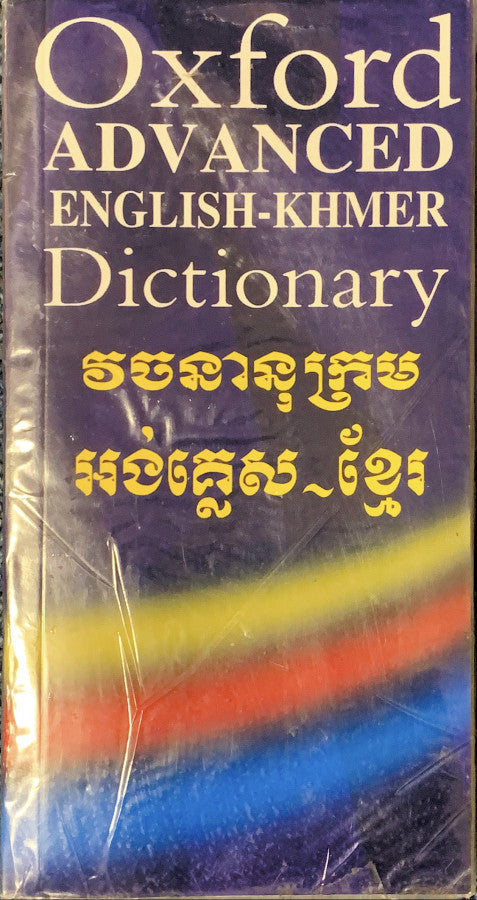 Oxford
ADVANCED
ENGLISH-KHMER
Dictionary
វចនានុក្រម
អង់គ្លេស~ខ្មែរ